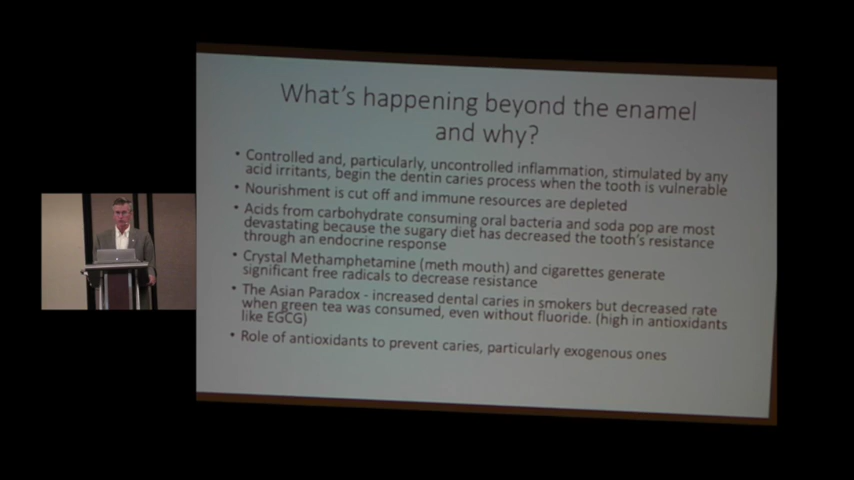 What's happening beyond the enamel
and why?
• Controlled and, particularly, uncontrolled inflammation, stimulated by any
acid irritants, begin the dentin caries process when the tooth is vulnerable
• Nourishment is cut off and immune resources are depleted
• Acids from carbohydrate consuming oral bacteria and soda pop are most
devastating because the sugary diet has decreased the tooth's resistance
through an endocrine response
• Crystal Methamphetamine (meth mouth) and cigarettes generate
significant free radicals to decrease resistance
• The Asian Paradox - increased dental caries in smokers but decreased rate
when green tea was consumed, even without fluoride. (high in antioxidants
like EGCG)
• Role of antioxidants to prevent caries, particularly exogenous ones